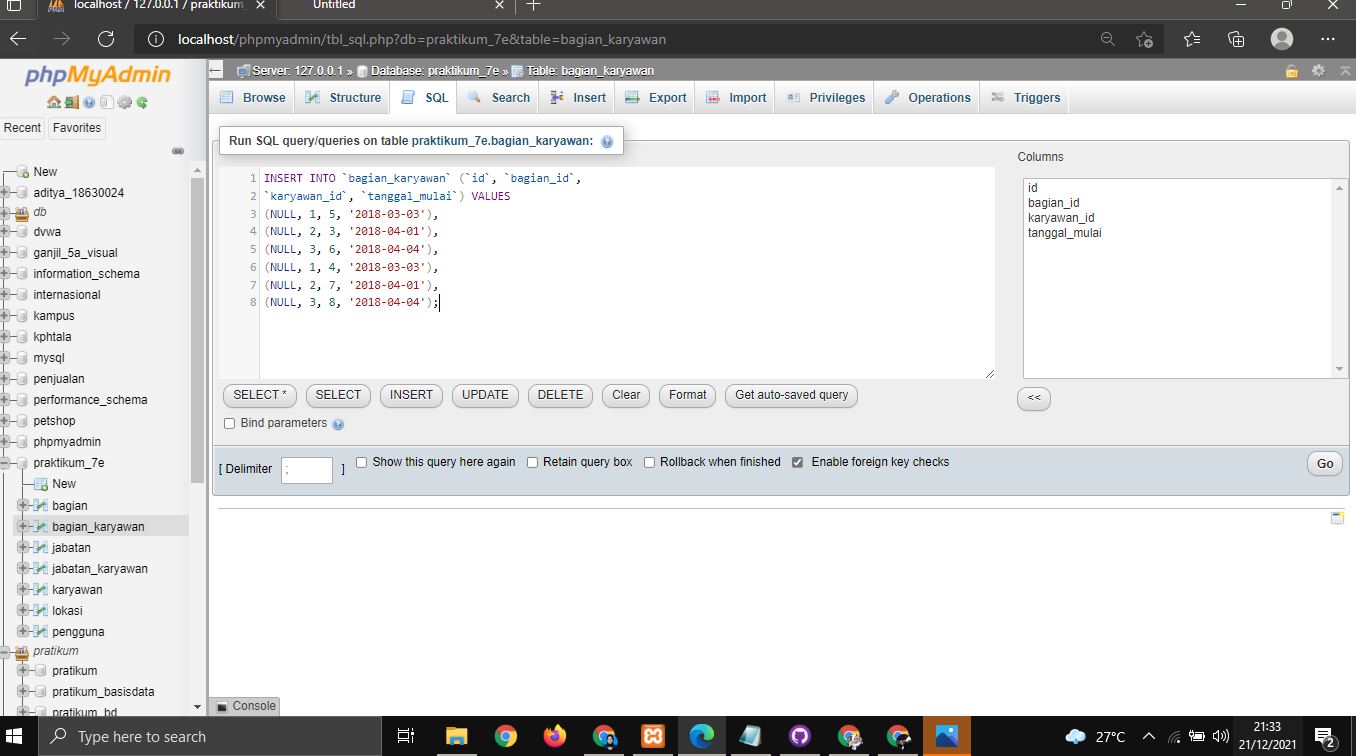 localhost / 127.0.0.1 / praktikum_
Untitled
localhost/phpmyadmin/tbl_sql.php?db=praktikum_7e&table=bagian_karyawan
phpMyAdmin
Recent
Favorites
New
aditya_18630024
db
dvwa
ganjil_5a_visual
information_schema
internasional
kampus
kphtala
mysql
penjualan
performance_schema
petshop
phpmyadmin
praktikum_7e
New
bagian
bagian_karyawan
jabatan
jabatan_karyawan
karyawan
lokasi
pengguna
pratikum
pratikum
pratikum_basisdata
pratikum_bd
Server: 127.0.0.1 » Database: praktikum_7e » Table: bagian_karyawan
Browse Structure SQL Search Insert Export Import Privileges Operations Triggers
Run SQL query/queries on table praktikum_7e.bagian_karyawan:
1 INSERT INTO `bagian_karyawan` (`id`, `bagian_id`,
2 `karyawan_id`, `tanggal_mulai`) VALUES
3 (NULL, 1, 5, '2018-03-03'),
4 (NULL, 2, 3, '2018-04-01'),
5 (NULL, 3, 6, '2018-04-04'),
6 (NULL, 1, 4, '2018-03-03'),
7 (NULL, 2, 7, '2018-04-01'),
8 (NULL, 3, 8, '2018-04-04');
Columns
id
bagian_id
karyawan_id
tanggal_mulai
SELECT * SELECT INSERT UPDATE DELETE Clear Format Get auto-saved query <<
Bind parameters
[ Delimiter ; ] Show this query here again Retain query box Rollback when finished Enable foreign key checks Go
Console
Type here to search
27°C
21:33
21/12/2021
2